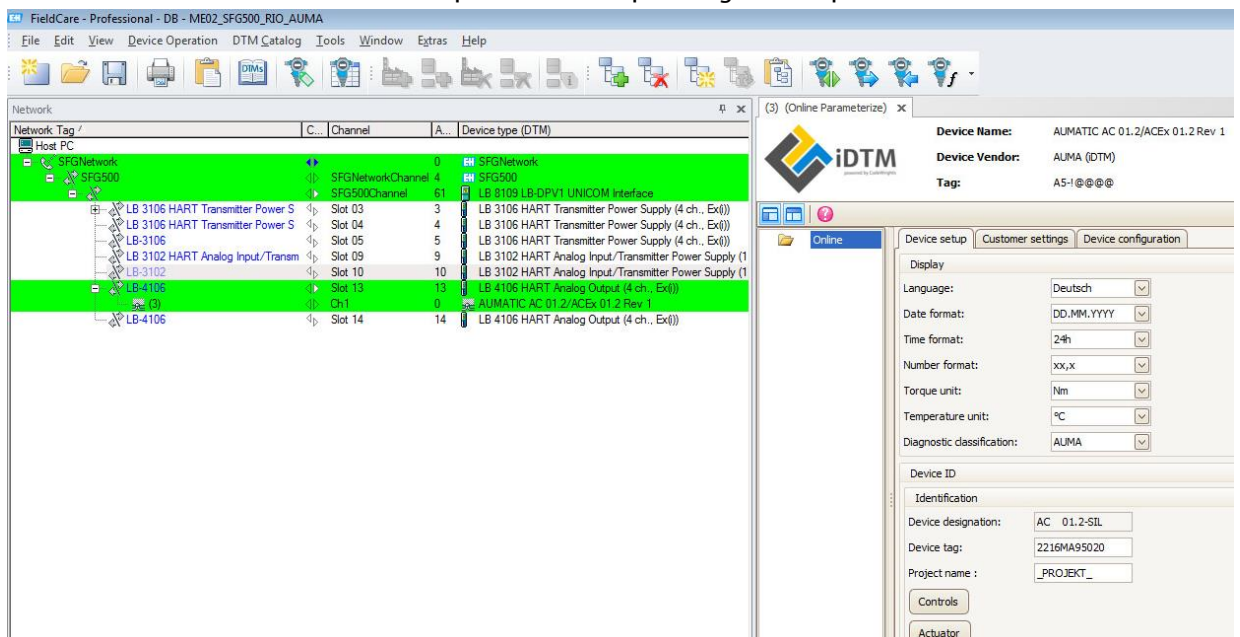 FieldCare - Professional - DB - ME02_SFG500_RIO_AUMA
File Edit View Device Operation DTM Catalog Tools Window Extras Help
DTMs
Network
Network Tag / C... Channel A... Device type (DTM)
Host PC
SFGNetwork 0 SFGNetwork
SFG500 SFGNetworkChannel 4 SFG500
SFG500Channel 61 LB 8109 LB-DPV1 UNICOM Interface
LB 3106 HART Transmitter Power S Slot 03 3 LB 3106 HART Transmitter Power Supply (4 ch., Ex(i))
LB 3106 HART Transmitter Power S Slot 04 4 LB 3106 HART Transmitter Power Supply (4 ch., Ex(i))
LB-3106 Slot 05 5 LB 3106 HART Transmitter Power Supply (4 ch., Ex(i))
LB 3102 HART Analog Input/Transm Slot 09 9 LB 3102 HART Analog Input/Transmitter Power Supply (1
LB-3102 Slot 10 10 LB 3102 HART Analog Input/Transmitter Power Supply (1
LB-4106 Slot 13 13 LB 4106 HART Analog Output (4 ch., Ex(i))
(3) Ch1 0 AUMATIC AC 01.2/ACEx 01.2 Rev 1
LB-4106 Slot 14 14 LB 4106 HART Analog Output (4 ch., Ex(i))
(3) (Online Parameterize)
iDTM
powered by CodeWrights
Device Name: AUMATIC AC 01.2/ACEx 01.2 Rev 1
Device Vendor: AUMA (iDTM)
Tag: A5-!@@@@
Online
Device setup Customer settings Device configuration
Display
Language: Deutsch
Date format: DD.MM.YYYY
Time format: 24h
Number format: xx,x
Torque unit: Nm
Temperature unit: °C
Diagnostic classification: AUMA
Device ID
Identification
Device designation: AC 01.2-SIL
Device tag: 2216MA95020
Project name : _PROJEKT_
Controls
Actuator